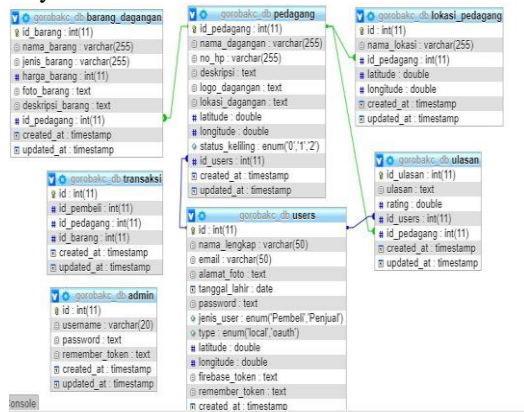 gorobakc_db barang_dagangan
id_barang : int(11)
nama_barang : varchar(255)
jenis_barang : varchar(255)
harga_barang : int(11)
foto_barang : text
deskripsi_barang : text
id_pedagang : int(11)
created_at : timestamp
updated_at : timestamp
gorobakc_db pedagang
id_pedagang : int(11)
nama_dagangan : varchar(255)
no_hp : varchar(255)
deskripsi : text
logo_dagangan : text
lokasi_dagangan : text
latitude : double
longitude : double
status_keliling : enum('0','1','2')
id_users : int(11)
created_at : timestamp
updated_at : timestamp
gorobakc_db lokasi_pedagang
id : int(11)
nama_lokasi : varchar(255)
id_pedagang : int(11)
latitude : double
longitude : double
created_at : timestamp
updated_at : timestamp
gorobakc_db transaksi
id : int(11)
id_pembeli : int(11)
id_pedagang : int(11)
id_barang : int(11)
created_at : timestamp
updated_at : timestamp
gorobakc_db users
id : int(11)
nama_lengkap : varchar(50)
email : varchar(50)
alamat_foto : text
tanggal_lahir : date
password : text
jenis_user : enum('Pembeli','Penjual')
type : enum('local','oauth')
latitude : double
longitude : double
firebase_token : text
remember_token : text
created_at : timestamp
gorobakc_db ulasan
id_ulasan : int(11)
ulasan : text
rating : double
id_users : int(11)
id_pedagang : int(11)
created_at : timestamp
updated_at : timestamp
gorobakc_db admin
id : int(11)
username : varchar(20)
password : text
remember_token : text
created_at : timestamp
updated_at : timestamp
onsole